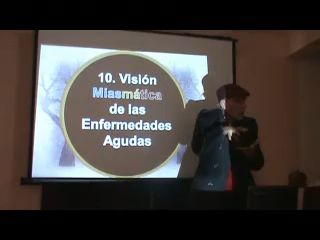 10. Visión
Miasmática
de las
Enfermedades
Agudas